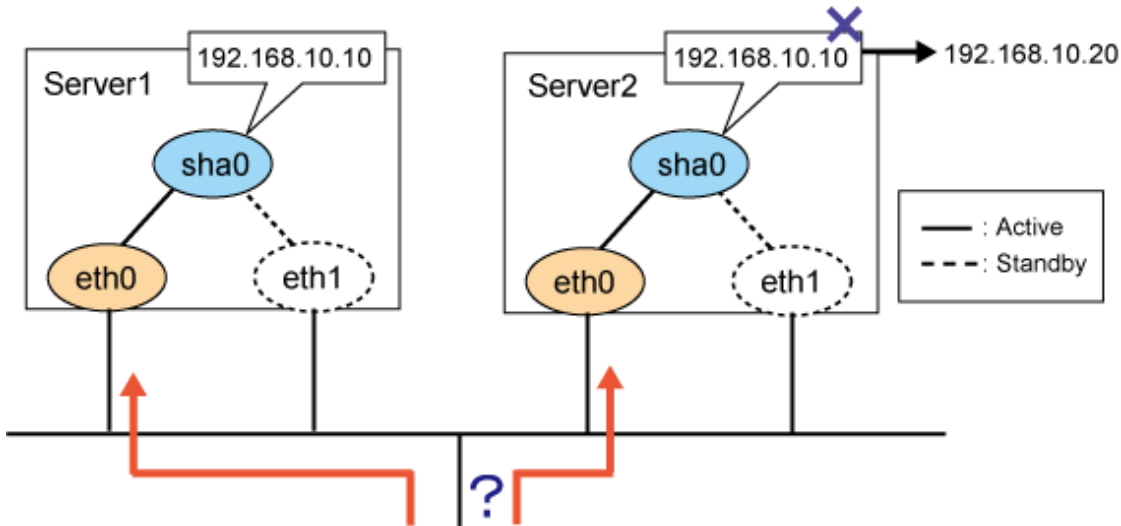 192.168.10.10
Server1
sha0
eth0
eth1
192.168.10.10
192.168.10.20
Server2
sha0
eth0
eth1
: Active
: Standby
?